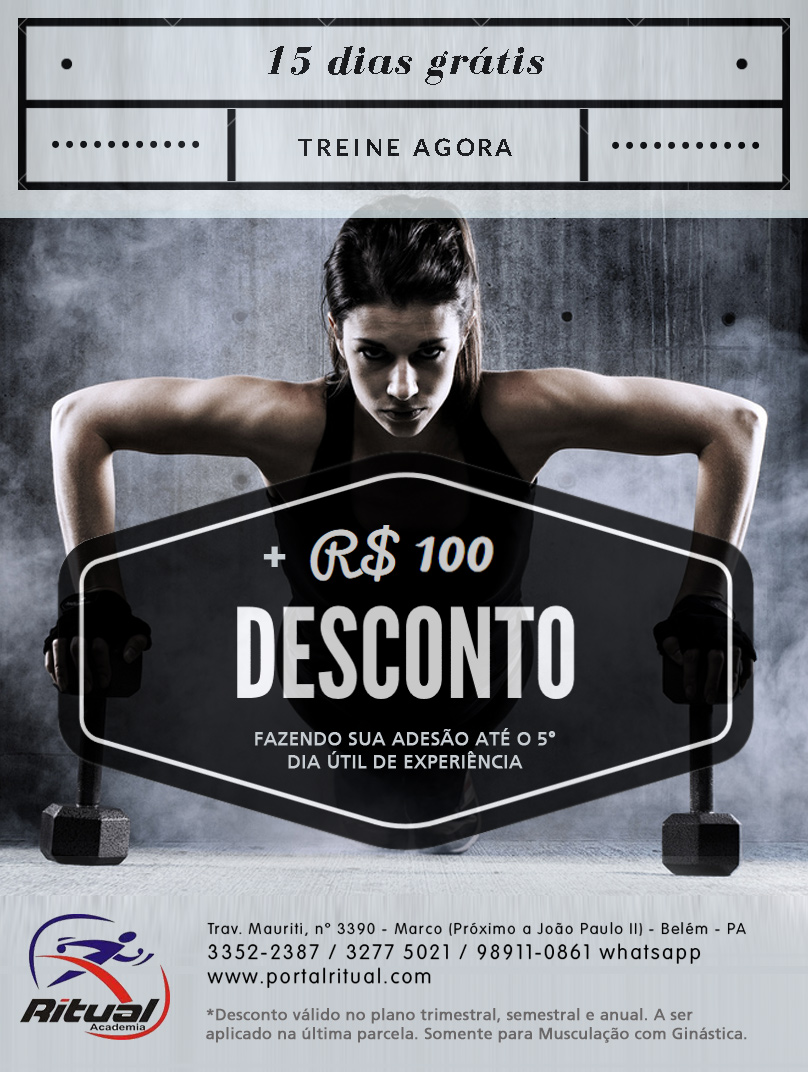 15 dias grátis
TREINE AGORA
+ R$ 100
DESCONTO
FAZENDO SUA ADESÃO ATÉ O 5º
DIA ÚTIL DE EXPERIÊNCIA
Trav. Mauriti, nº 3390 - Marco (Próximo a João Paulo II) - Belém - PA
3352-2387 / 3277 5021 / 98911-0861 whatsapp
www.portalritual.com
Ritual
Academia
*Desconto válido no plano trimestral, semestral e anual. A ser
aplicado na última parcela. Somente para Musculação com Ginástica.